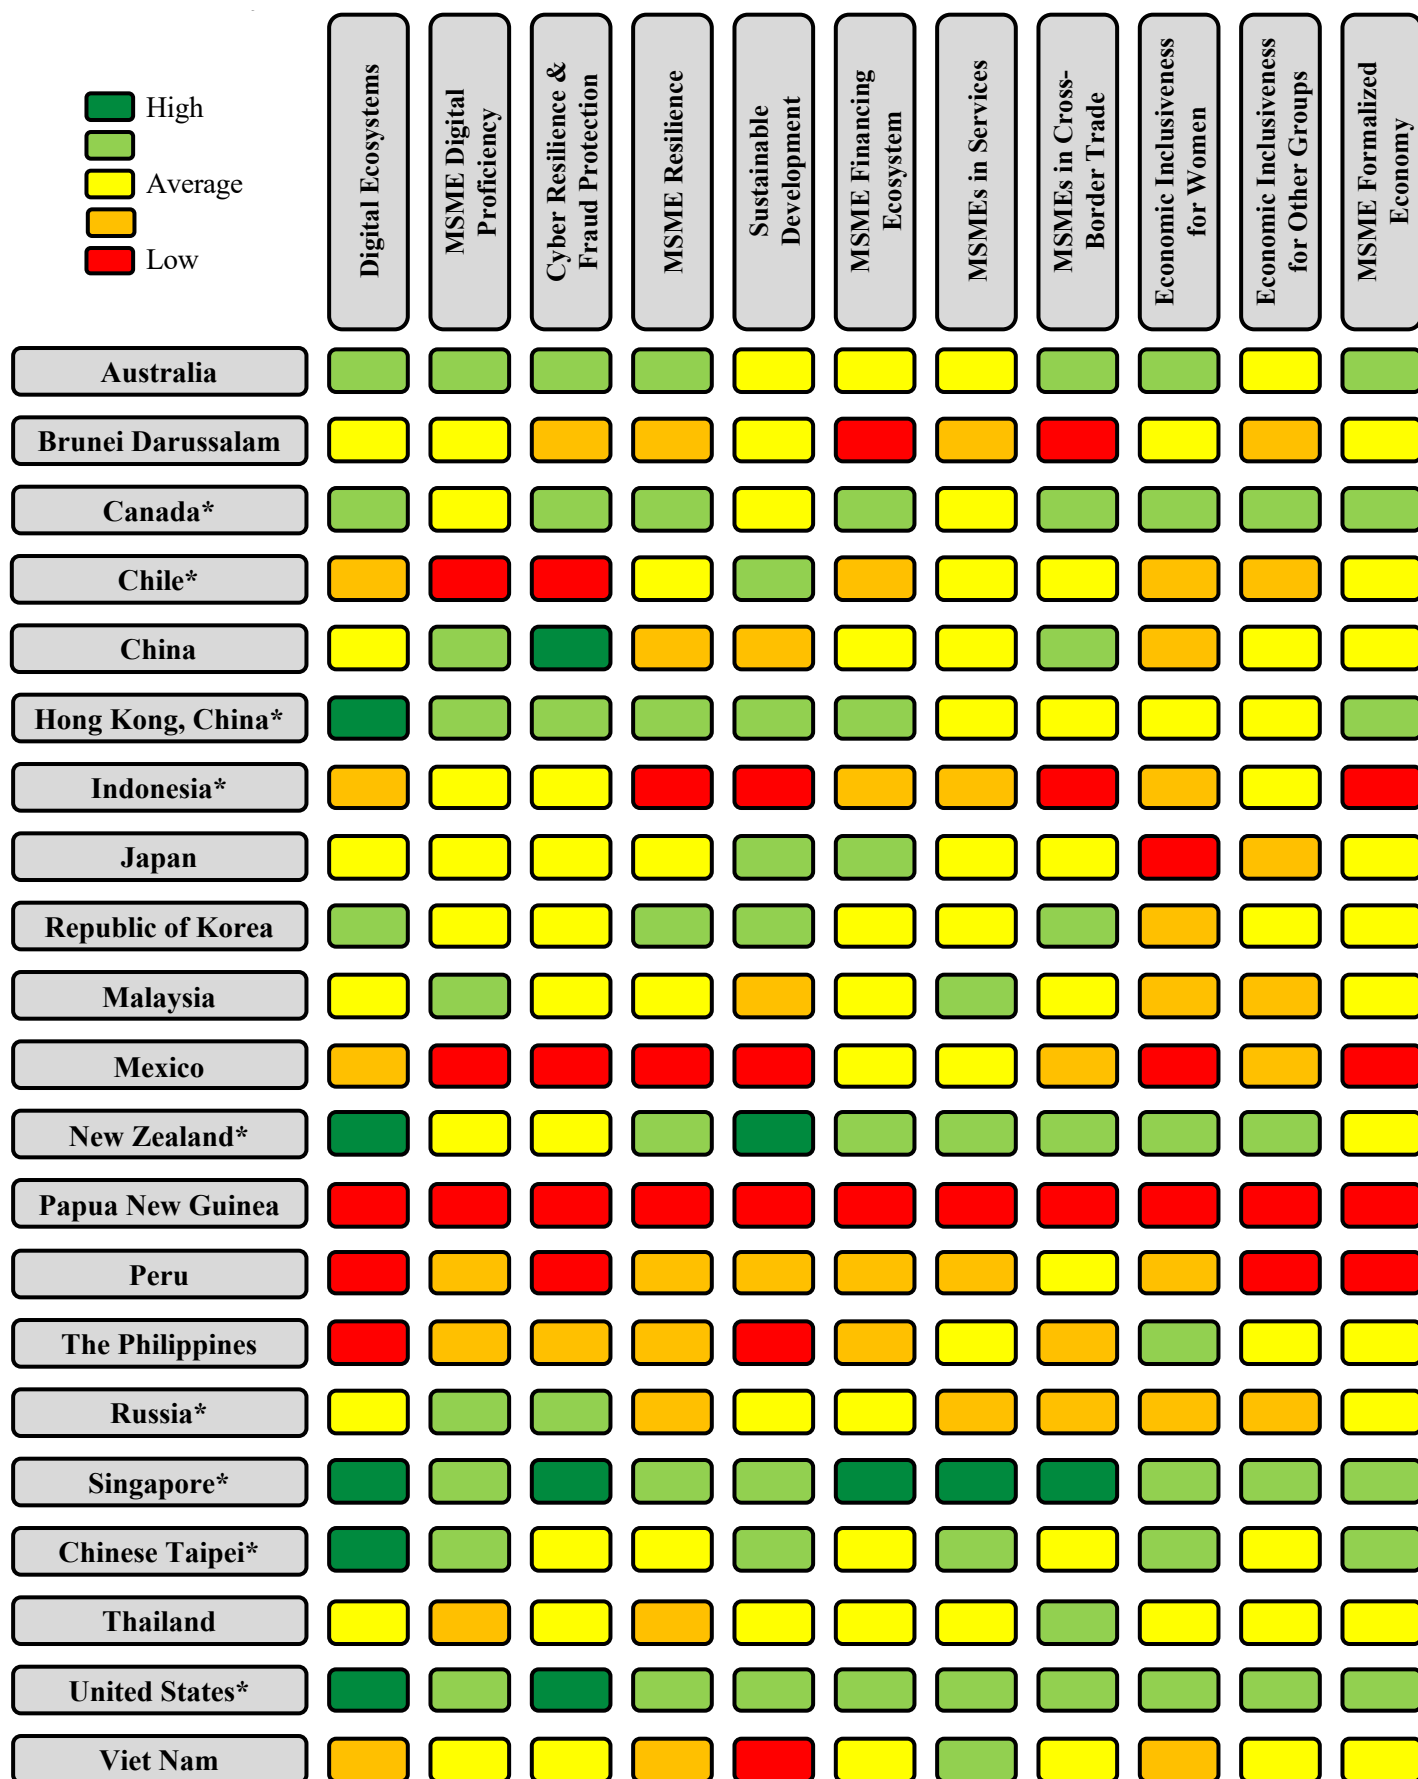 High
Average
Low
Digital Ecosystems
MSME Digital
Proficiency
Cyber Resilience &
Fraud Protection
MSME Resilience
Sustainable
Development
MSME Financing
Ecosystem
MSMEs in Services
MSMEs in Cross-
Border Trade
Economic Inclusiveness
for Women
Economic Inclusiveness
for Other Groups
MSME Formalized
Economy
Australia
Brunei Darussalam
Canada*
Chile*
China
Hong Kong, China*
Indonesia*
Japan
Republic of Korea
Malaysia
Mexico
New Zealand*
Papua New Guinea
Peru
The Philippines
Russia*
Singapore*
Chinese Taipei*
Thailand
United States*
Viet Nam